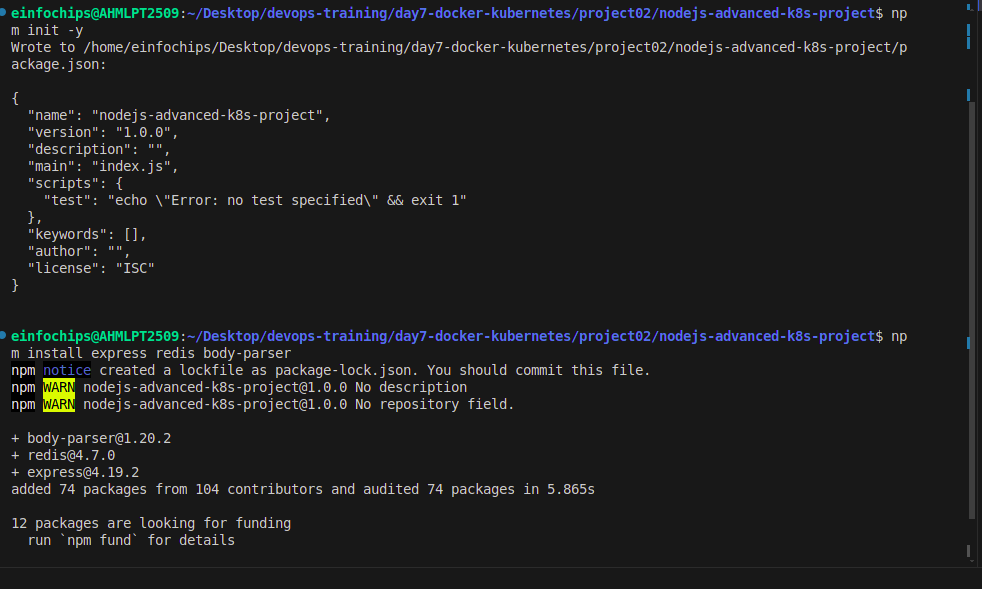 einfochips@AHMLPT2509:~/Desktop/devops-training/day7-docker-kubernetes/project02/nodejs-advanced-k8s-project$ np
m init -y
Wrote to /home/einfochips/Desktop/devops-training/day7-docker-kubernetes/project02/nodejs-advanced-k8s-project/p
ackage.json:
{
  "name": "nodejs-advanced-k8s-project",
  "version": "1.0.0",
  "description": "",
  "main": "index.js",
  "scripts": {
    "test": "echo \"Error: no test specified\" && exit 1"
  },
  "keywords": [],
  "author": "",
  "license": "ISC"
}
einfochips@AHMLPT2509:~/Desktop/devops-training/day7-docker-kubernetes/project02/nodejs-advanced-k8s-project$ np
m install express redis body-parser
npm notice created a lockfile as package-lock.json. You should commit this file.
npm WARN nodejs-advanced-k8s-project@1.0.0 No description
npm WARN nodejs-advanced-k8s-project@1.0.0 No repository field.
+ body-parser@1.20.2
+ redis@4.7.0
+ express@4.19.2
added 74 packages from 104 contributors and audited 74 packages in 5.865s
12 packages are looking for funding
  run `npm fund` for details